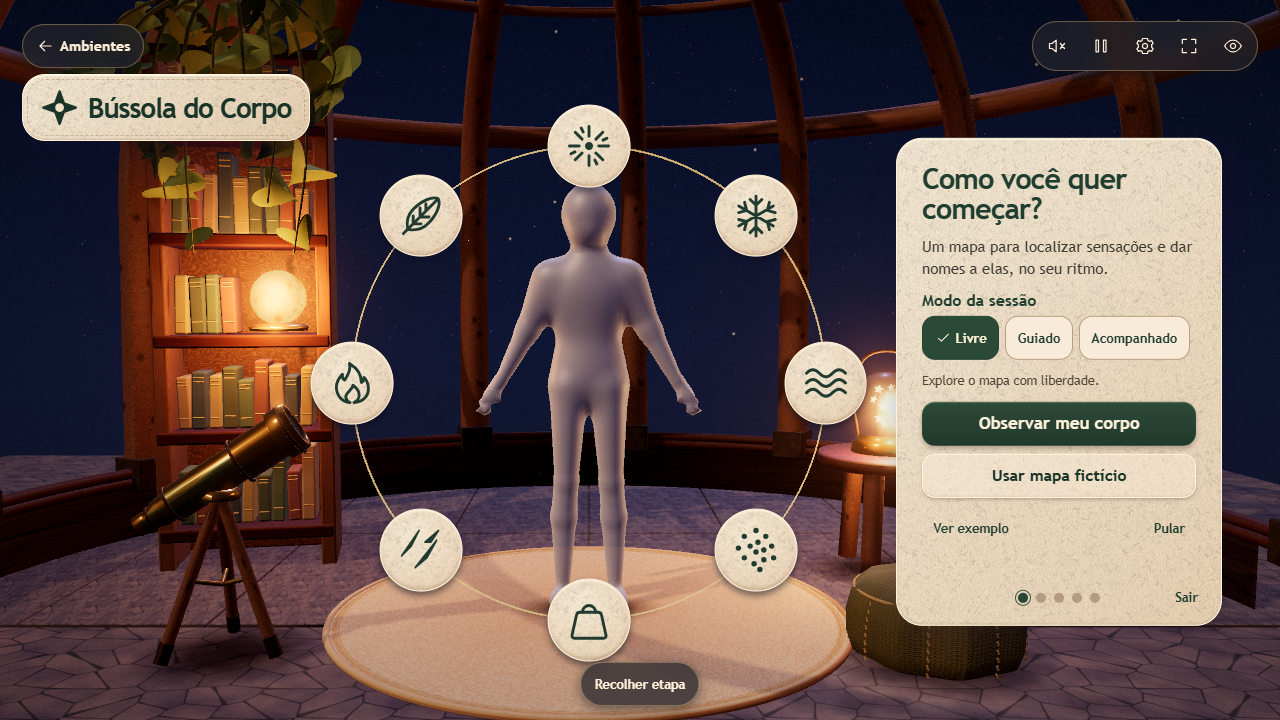 Ambientes
Bússola do Corpo
Como você quer
começar?
Um mapa para localizar sensações e dar
nomes a elas, no seu ritmo.
Modo da sessão
Livre
Guiado
Acompanhado
Explore o mapa com liberdade.
Observar meu corpo
Usar mapa fictício
Ver exemplo
Pular
Sair
Recolher etapa